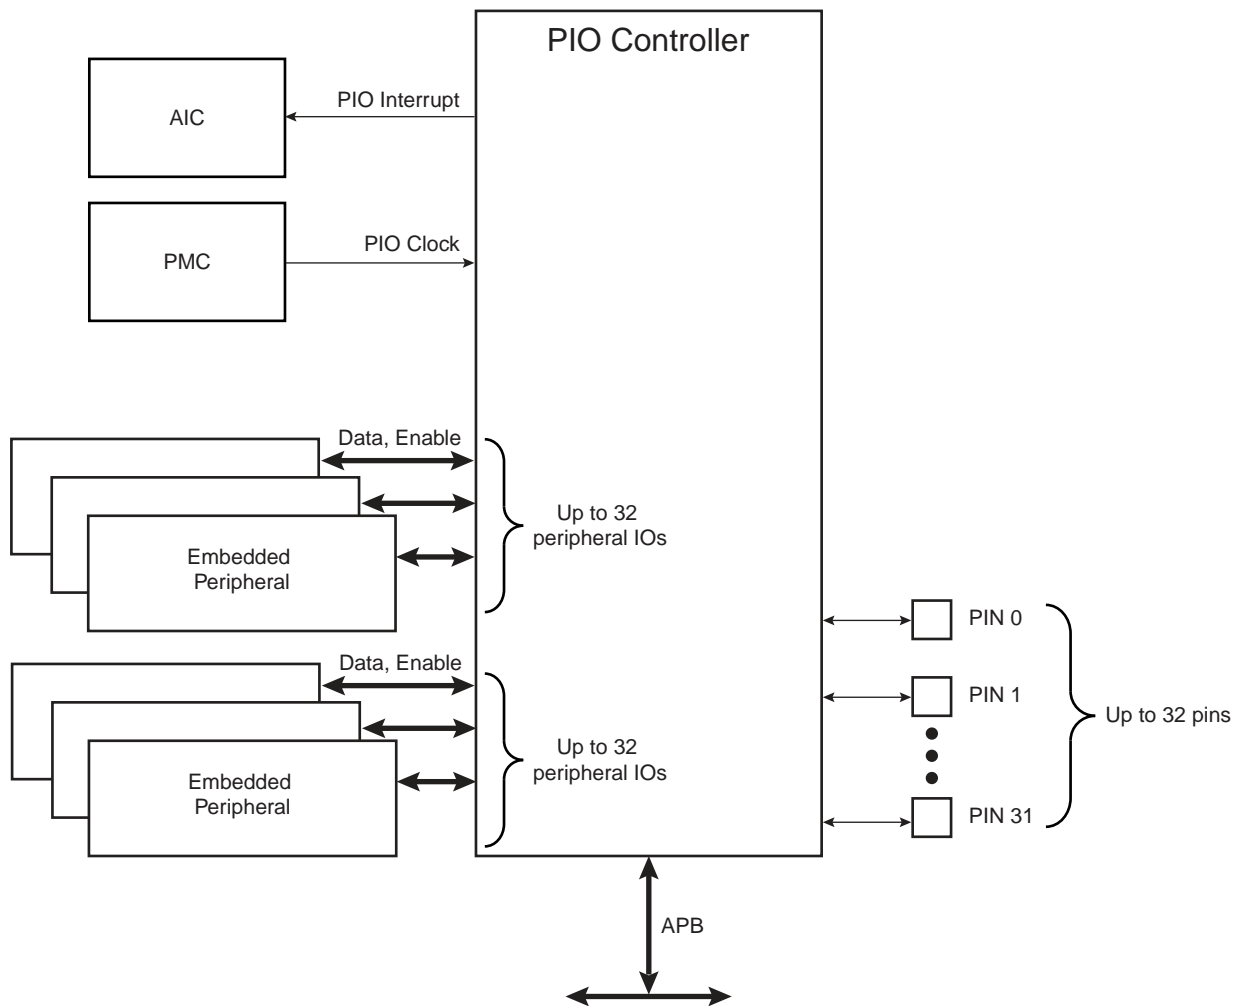 PIO Controller
PIO Interrupt
AIC
PIO Clock
PMC
Data, Enable
Up to 32
peripheral IOs
Embedded
Peripheral
PIN 0
Data, Enable
PIN 1
Up to 32 pins
Up to 32
peripheral IOs
Embedded
Peripheral
PIN 31
APB